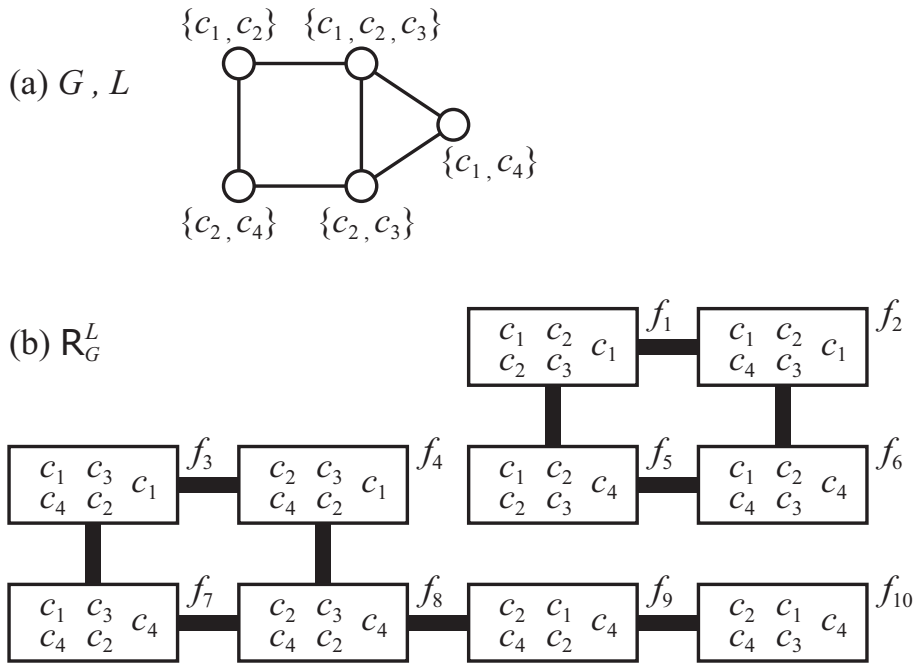 {c₁, c₂} {c₁, c₂, c₃}
(a) G, L
{c₁, c₄}
{c₂, c₄} {c₂, c₃}
(b) R_G^L
f₁ f₂
c₁ c₂ c₁ c₂
c₁ c₁
c₂ c₃ c₄ c₃
f₃ f₄ f₅ f₆
c₁ c₃ c₂ c₃ c₁ c₂ c₁ c₂
c₁ c₁ c₄ c₄
c₄ c₂ c₄ c₂ c₂ c₃ c₄ c₃
f₇ f₈ f₉ f₁₀
c₁ c₃ c₂ c₃ c₂ c₁ c₂ c₁
c₄ c₄ c₄ c₄
c₄ c₂ c₄ c₂ c₄ c₂ c₄ c₃